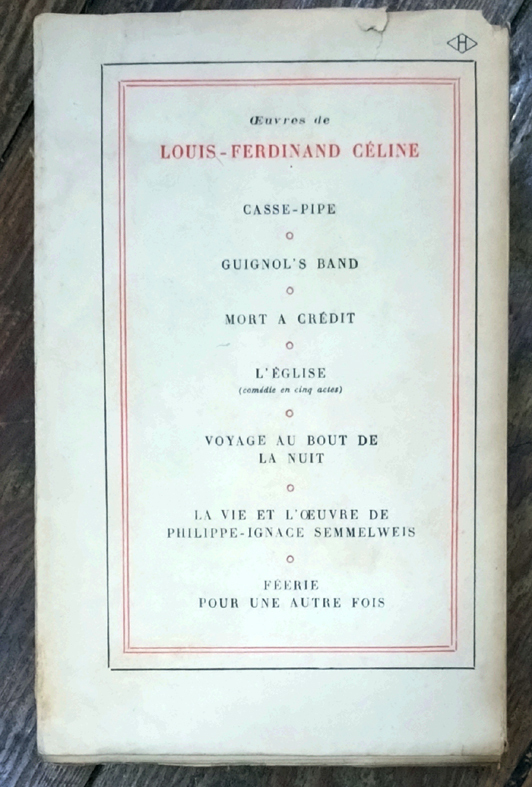 H
Œuvres de
LOUIS-FERDINAND CÉLINE
CASSE-PIPE
GUIGNOL'S BAND
MORT A CRÉDIT
L'ÉGLISE
(comédie en cinq actes)
VOYAGE AU BOUT DE
LA NUIT
LA VIE ET L'ŒUVRE DE
PHILIPPE-IGNACE SEMMELWEIS
FÉERIE
POUR UNE AUTRE FOIS